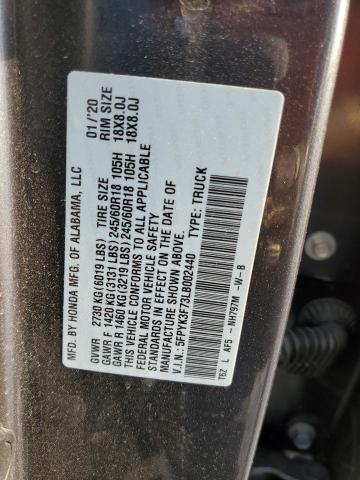 MFD. BY HONDA MFG. OF ALABAMA, LLC 01/'20
TIRE SIZE RIM SIZE
GVWR 2730 KG(6019 LBS)
GAWR F 1420 KG(3131 LBS) 245/60R18 105H 18X8.0J
GAWR R 1460 KG(3219 LBS) 245/60R18 105H 18X8.0J
THIS VEHICLE CONFORMS TO ALL APPLICABLE
FEDERAL MOTOR VEHICLE SAFETY
STANDARDS IN EFFECT ON THE DATE OF
MANUFACTURE SHOWN ABOVE.
V.I.N.: 5FPYK3F73LB002440 TYPE: TRUCK
T6Z L AF5 - NH797M -W-B